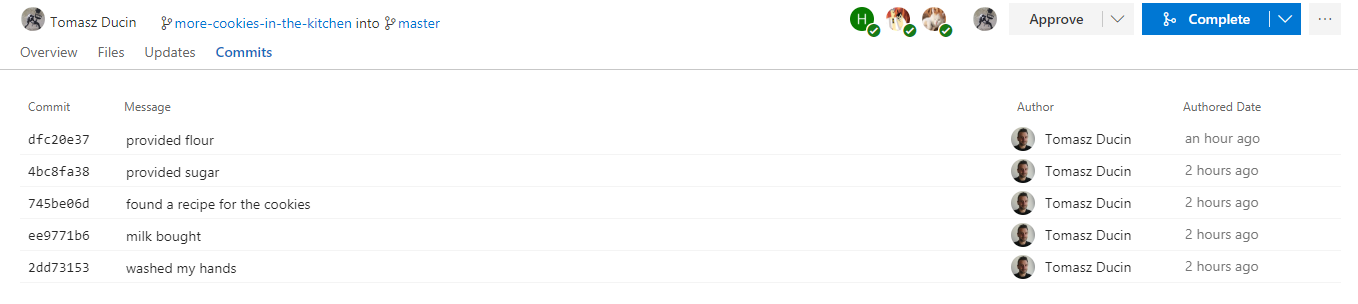 Tomasz Ducin more-cookies-in-the-kitchen into master H Approve Complete ...
Overview Files Updates Commits
Commit Message Author Authored Date
dfc20e37 provided flour Tomasz Ducin an hour ago
4bc8fa38 provided sugar Tomasz Ducin 2 hours ago
745be06d found a recipe for the cookies Tomasz Ducin 2 hours ago
ee9771b6 milk bought Tomasz Ducin 2 hours ago
2dd73153 washed my hands Tomasz Ducin 2 hours ago